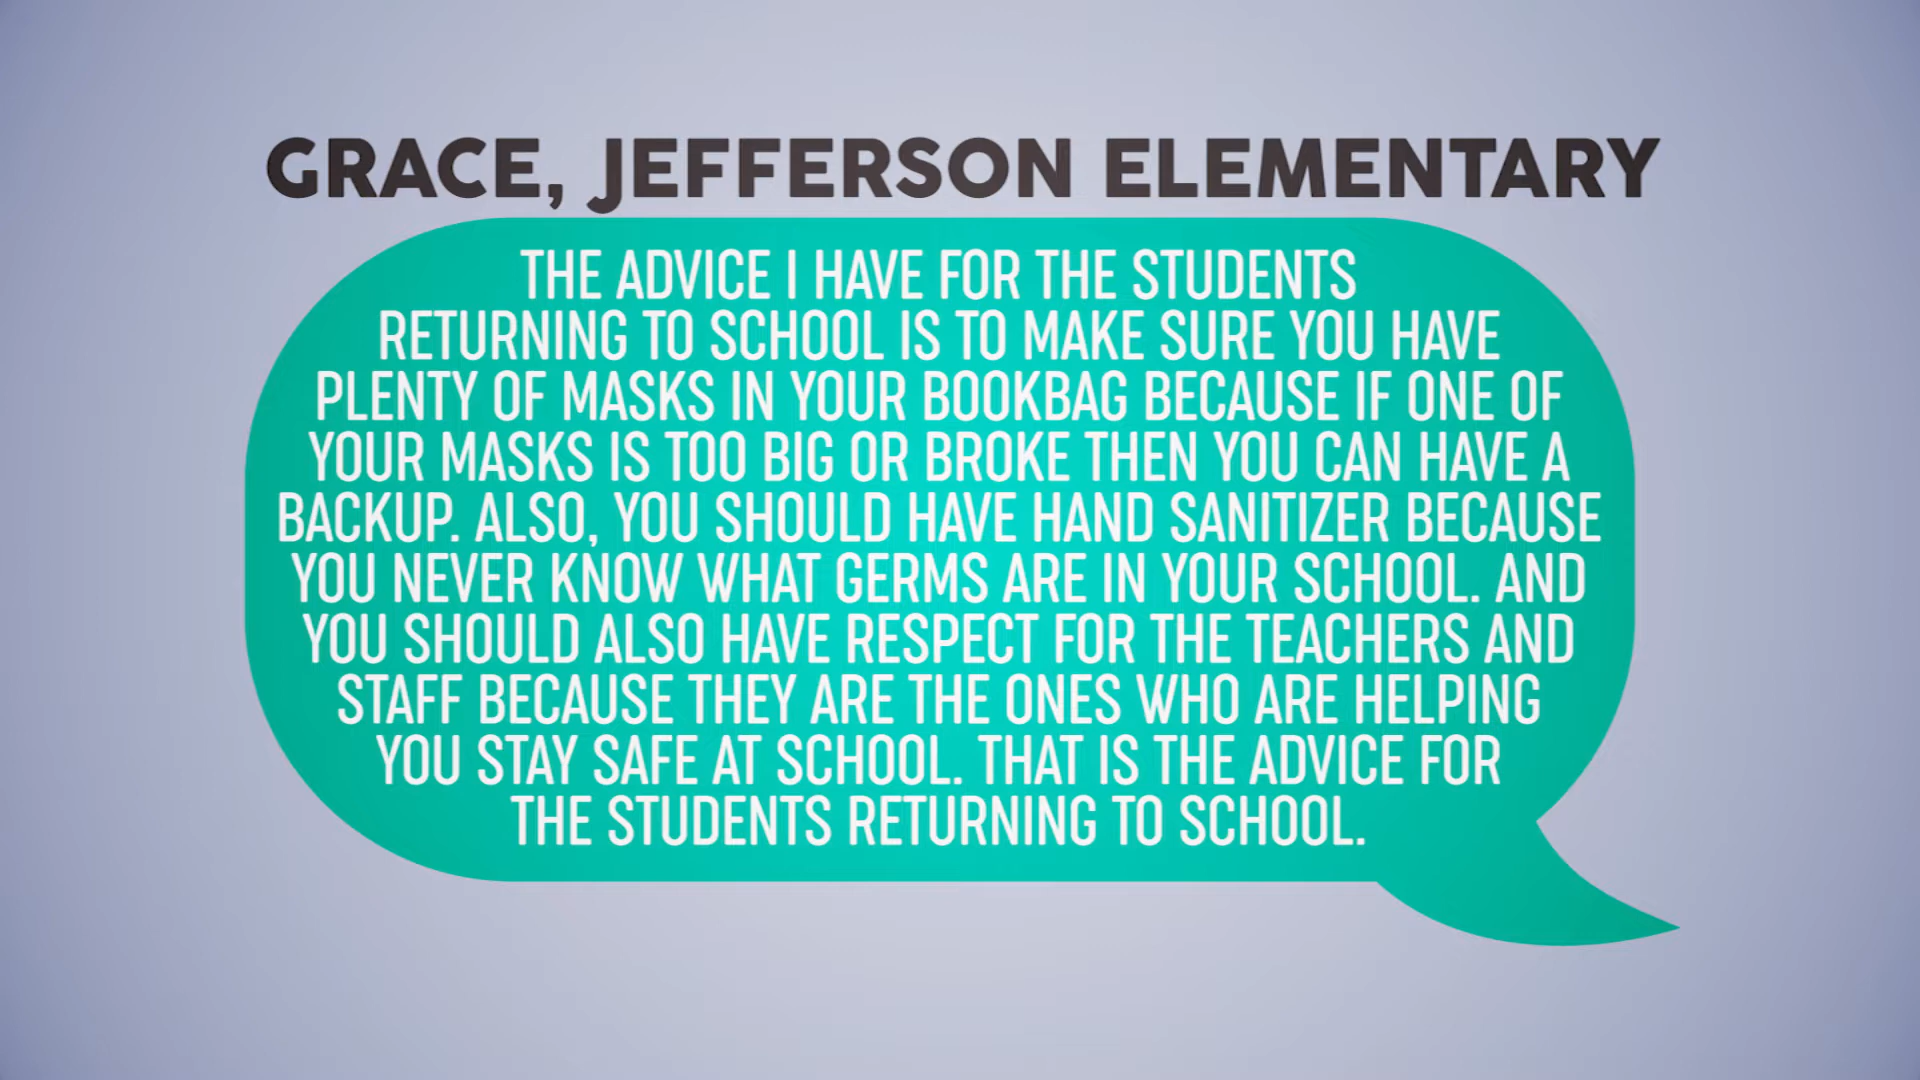 GRACE, JEFFERSON ELEMENTARY
THE ADVICE I HAVE FOR THE STUDENTS
RETURNING TO SCHOOL IS TO MAKE SURE YOU HAVE
PLENTY OF MASKS IN YOUR BOOKBAG BECAUSE IF ONE OF
YOUR MASKS IS TOO BIG OR BROKE THEN YOU CAN HAVE A
BACKUP. ALSO, YOU SHOULD HAVE HAND SANITIZER BECAUSE
YOU NEVER KNOW WHAT GERMS ARE IN YOUR SCHOOL. AND
YOU SHOULD ALSO HAVE RESPECT FOR THE TEACHERS AND
STAFF BECAUSE THEY ARE THE ONES WHO ARE HELPING
YOU STAY SAFE AT SCHOOL. THAT IS THE ADVICE FOR
THE STUDENTS RETURNING TO SCHOOL.